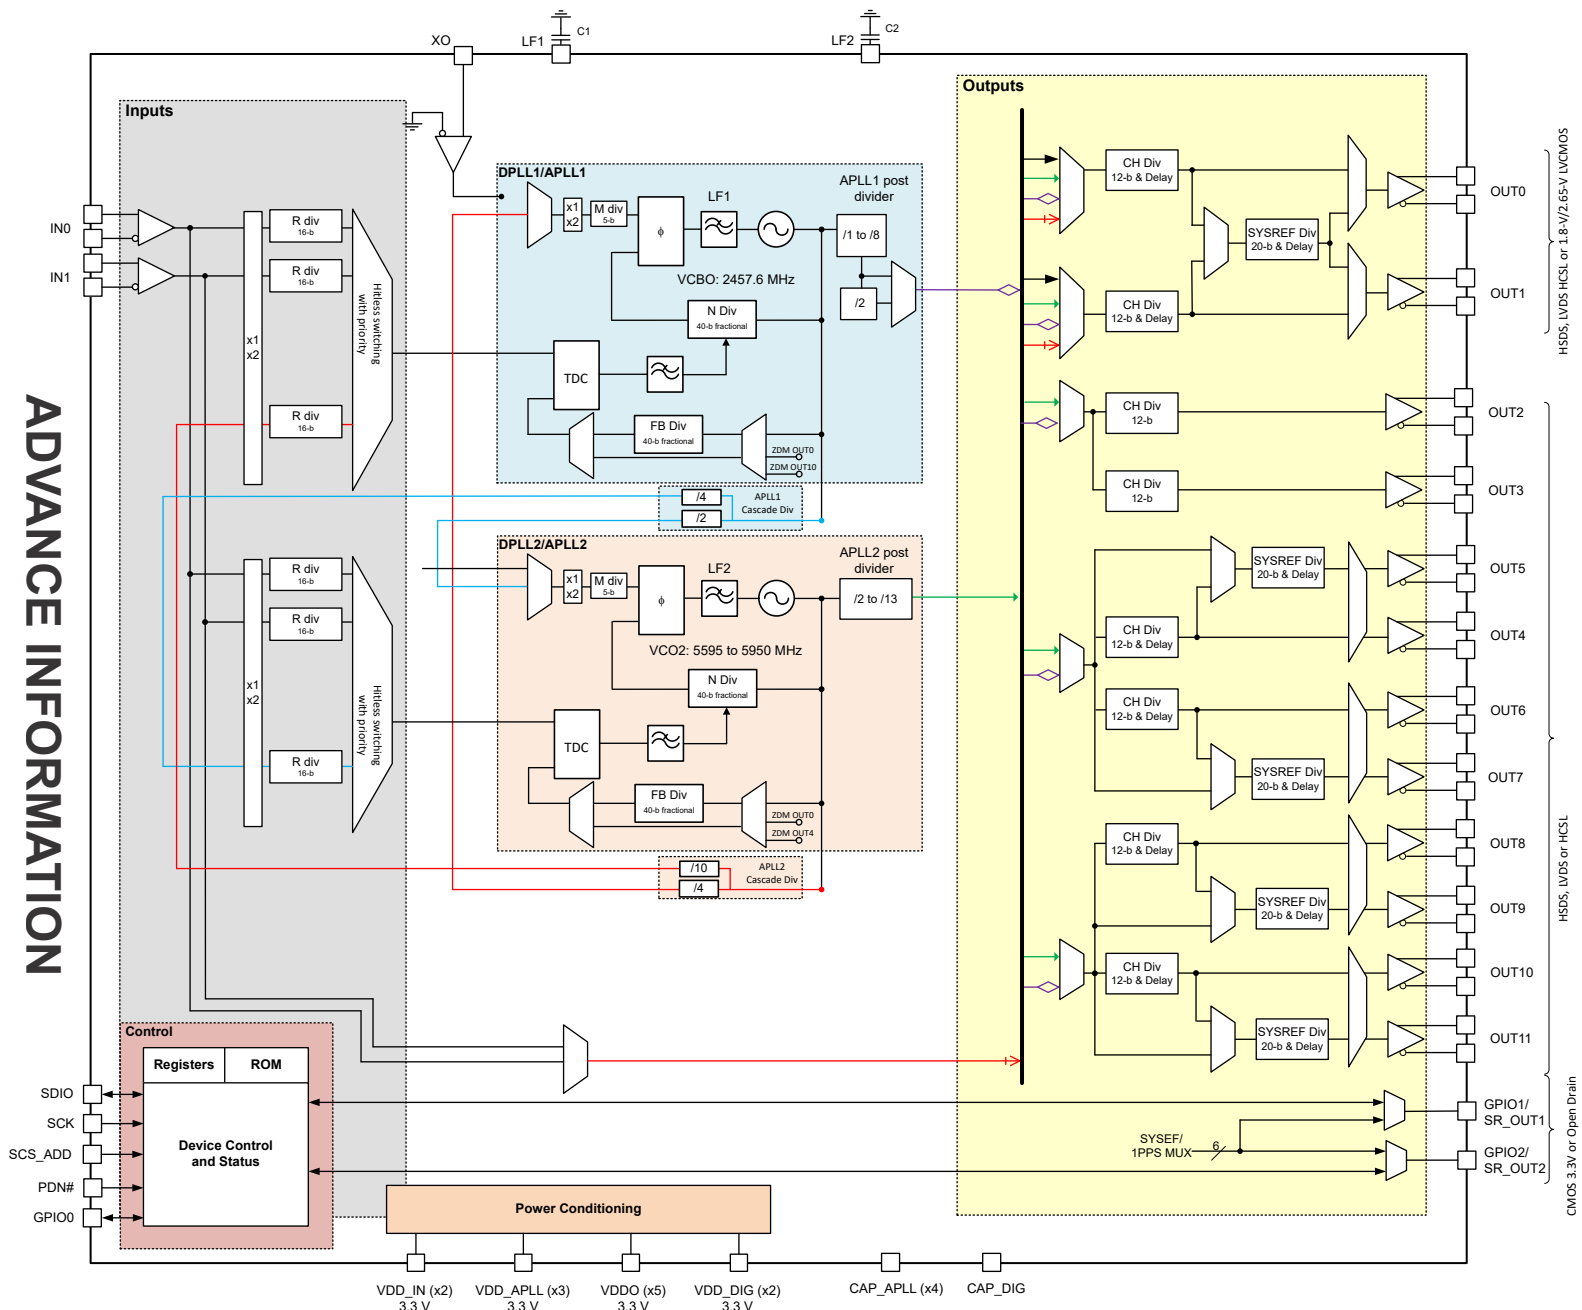 XO
LF1
C1
LF2
C2
Inputs
Outputs
IN0
IN1
x1
x2
R div
16-b
R div
16-b
R div
16-b
Hitless switching
with priority
DPLL1/APLL1
x1
x2
M div
5-b
ϕ
LF1
APLL1 post
divider
/1 to /8
/2
VCBO: 2457.6 MHz
N Div
40-b fractional
TDC
FB Div
40-b fractional
ZDM OUT0
ZDM OUT10
/4
/2
APLL1
Cascade Div
x1
x2
R div
16-b
R div
16-b
R div
16-b
Hitless switching
with priority
DPLL2/APLL2
x1
x2
M div
5-b
ϕ
LF2
APLL2 post
divider
/2 to /13
VCO2: 5595 to 5950 MHz
N Div
40-b fractional
TDC
FB Div
40-b fractional
ZDM OUT0
ZDM OUT4
/10
/4
APLL2
Cascade Div
CH Div
12-b & Delay
SYSREF Div
20-b & Delay
CH Div
12-b & Delay
CH Div
12-b
CH Div
12-b
SYSREF Div
20-b & Delay
CH Div
12-b & Delay
CH Div
12-b & Delay
SYSREF Div
20-b & Delay
CH Div
12-b & Delay
SYSREF Div
20-b & Delay
CH Div
12-b & Delay
SYSREF Div
20-b & Delay
OUT0
OUT1
OUT2
OUT3
OUT5
OUT4
OUT6
OUT7
OUT8
OUT9
OUT10
OUT11
HSDS, LVDS HCSL or 1.8-V/2.65-V LVCMOS
HSDS, LVDS or HCSL
CMOS 3.3V or Open Drain
SYSEF/
1PPS MUX
6
GPIO1/
SR_OUT1
GPIO2/
SR_OUT2
ADVANCE INFORMATION
Control
Registers
ROM
Device Control
and Status
SDIO
SCK
SCS_ADD
PDN#
GPIO0
Power Conditioning
VDD_IN (x2)
3.3 V
VDD_APLL (x3)
3.3 V
VDDO (x5)
3.3 V
VDD_DIG (x2)
3.3 V
CAP_APLL (x4)
CAP_DIG